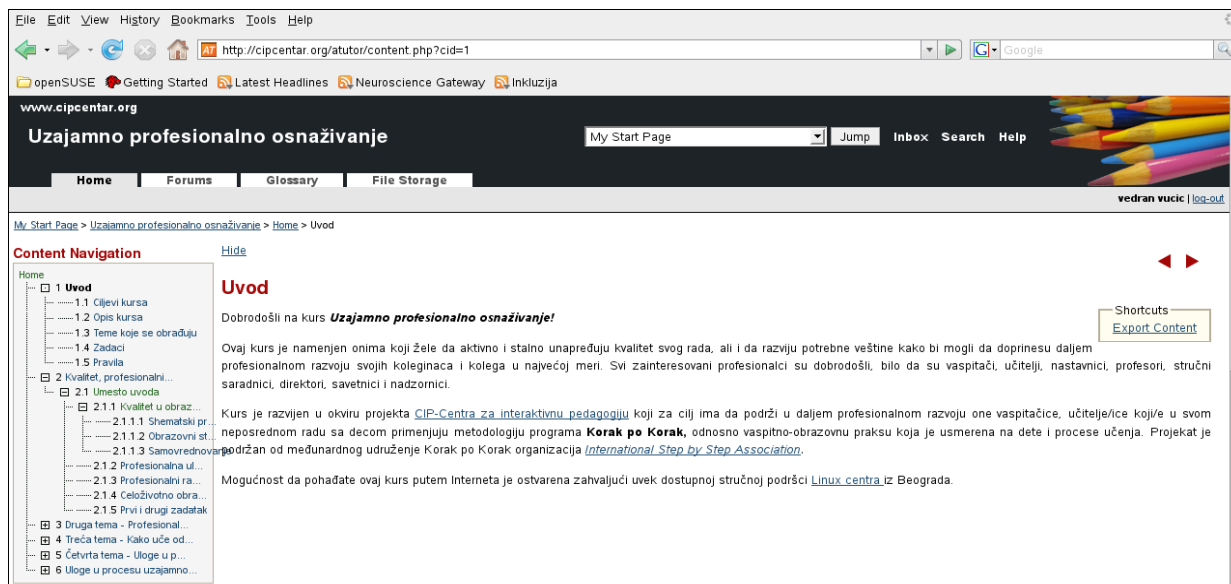 File Edit View History Bookmarks Tools Help
http://cipcentar.org/atutor/content.php?cid=1
G Google
openSUSE Getting Started Latest Headlines Neuroscience Gateway Inkluzija
www.cipcentar.org
Uzajamno profesionalno osnaživanje
My Start Page Jump Inbox Search Help
Home Forums Glossary File Storage
vedran vucic | log-out
My Start Page > Uzajamno profesionalno osnaživanje > Home > Uvod
Content Navigation
Home
1 Uvod
1.1 Ciljevi kursa
1.2 Opis kursa
1.3 Teme koje se obrađuju
1.4 Zadaci
1.5 Pravila
2 Kvalitet, profesionalni...
2.1 Umesto uvoda
2.1.1 Kvalitet u obraz...
2.1.1.1 Shematski pr...
2.1.1.2 Obrazovni st...
2.1.1.3 Samovrednovanje
2.1.2 Profesionalna ul...
2.1.3 Profesionalni ra...
2.1.4 Celoživotno obra...
2.1.5 Prvi i drugi zadatak
3 Druga tema - Profesional...
4 Treća tema - Kako uče od...
5 Četvrta tema - Uloge u p...
6 Uloge u procesu uzajamno...
Hide
Uvod
Shortcuts
Export Content
Dobrodošli na kurs Uzajamno profesionalno osnaživanje!
Ovaj kurs je namenjen onima koji žele da aktivno i stalno unapređuju kvalitet svog rada, ali i da razviju potrebne veštine kako bi mogli da doprinesu daljem
profesionalnom razvoju svojih koleginaca i kolega u najvećoj meri. Svi zainteresovani profesionalci su dobrodošli, bilo da su vaspitači, učitelji, nastavnici, profesori, stručni
saradnici, direktori, savetnici i nadzornici.
Kurs je razvijen u okviru projekta CIP-Centra za interaktivnu pedagogiju koji za cilj ima da podrži u daljem profesionalnom razvoju one vaspitačice, učitelje/ice koji/e u svom
neposrednom radu sa decom primenjuju metodologiju programa Korak po Korak, odnosno vaspitno-obrazovnu praksu koja je usmerena na dete i procese učenja. Projekat je
podržan od međunardnog udruženje Korak po Korak organizacija International Step by Step Association.
Mogućnost da pohađate ovaj kurs putem Interneta je ostvarena zahvaljući uvek dostupnoj stručnoj podršci Linux centra iz Beograda.